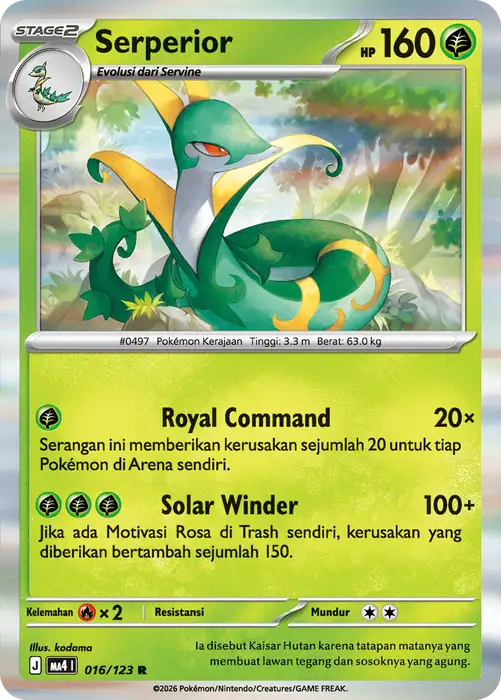 STAGE2
Serperior
HP 160
Evolusi dari Servine
#0497 Pokémon Kerajaan Tinggi: 3.3 m Berat: 63.0 kg
Royal Command 20×
Serangan ini memberikan kerusakan sejumlah 20 untuk tiap
Pokémon di Arena sendiri.
Solar Winder 100+
Jika ada Motivasi Rosa di Trash sendiri, kerusakan yang
diberikan bertambah sejumlah 150.
Kelemahan ×2 Resistansi Mundur
Illus. kodama
Ia disebut Kaisar Hutan karena tatapan matanya yang
membuat lawan tegang dan sosoknya yang agung.
J MA4 I 016/123 R
©2026 Pokémon/Nintendo/Creatures/GAME FREAK.